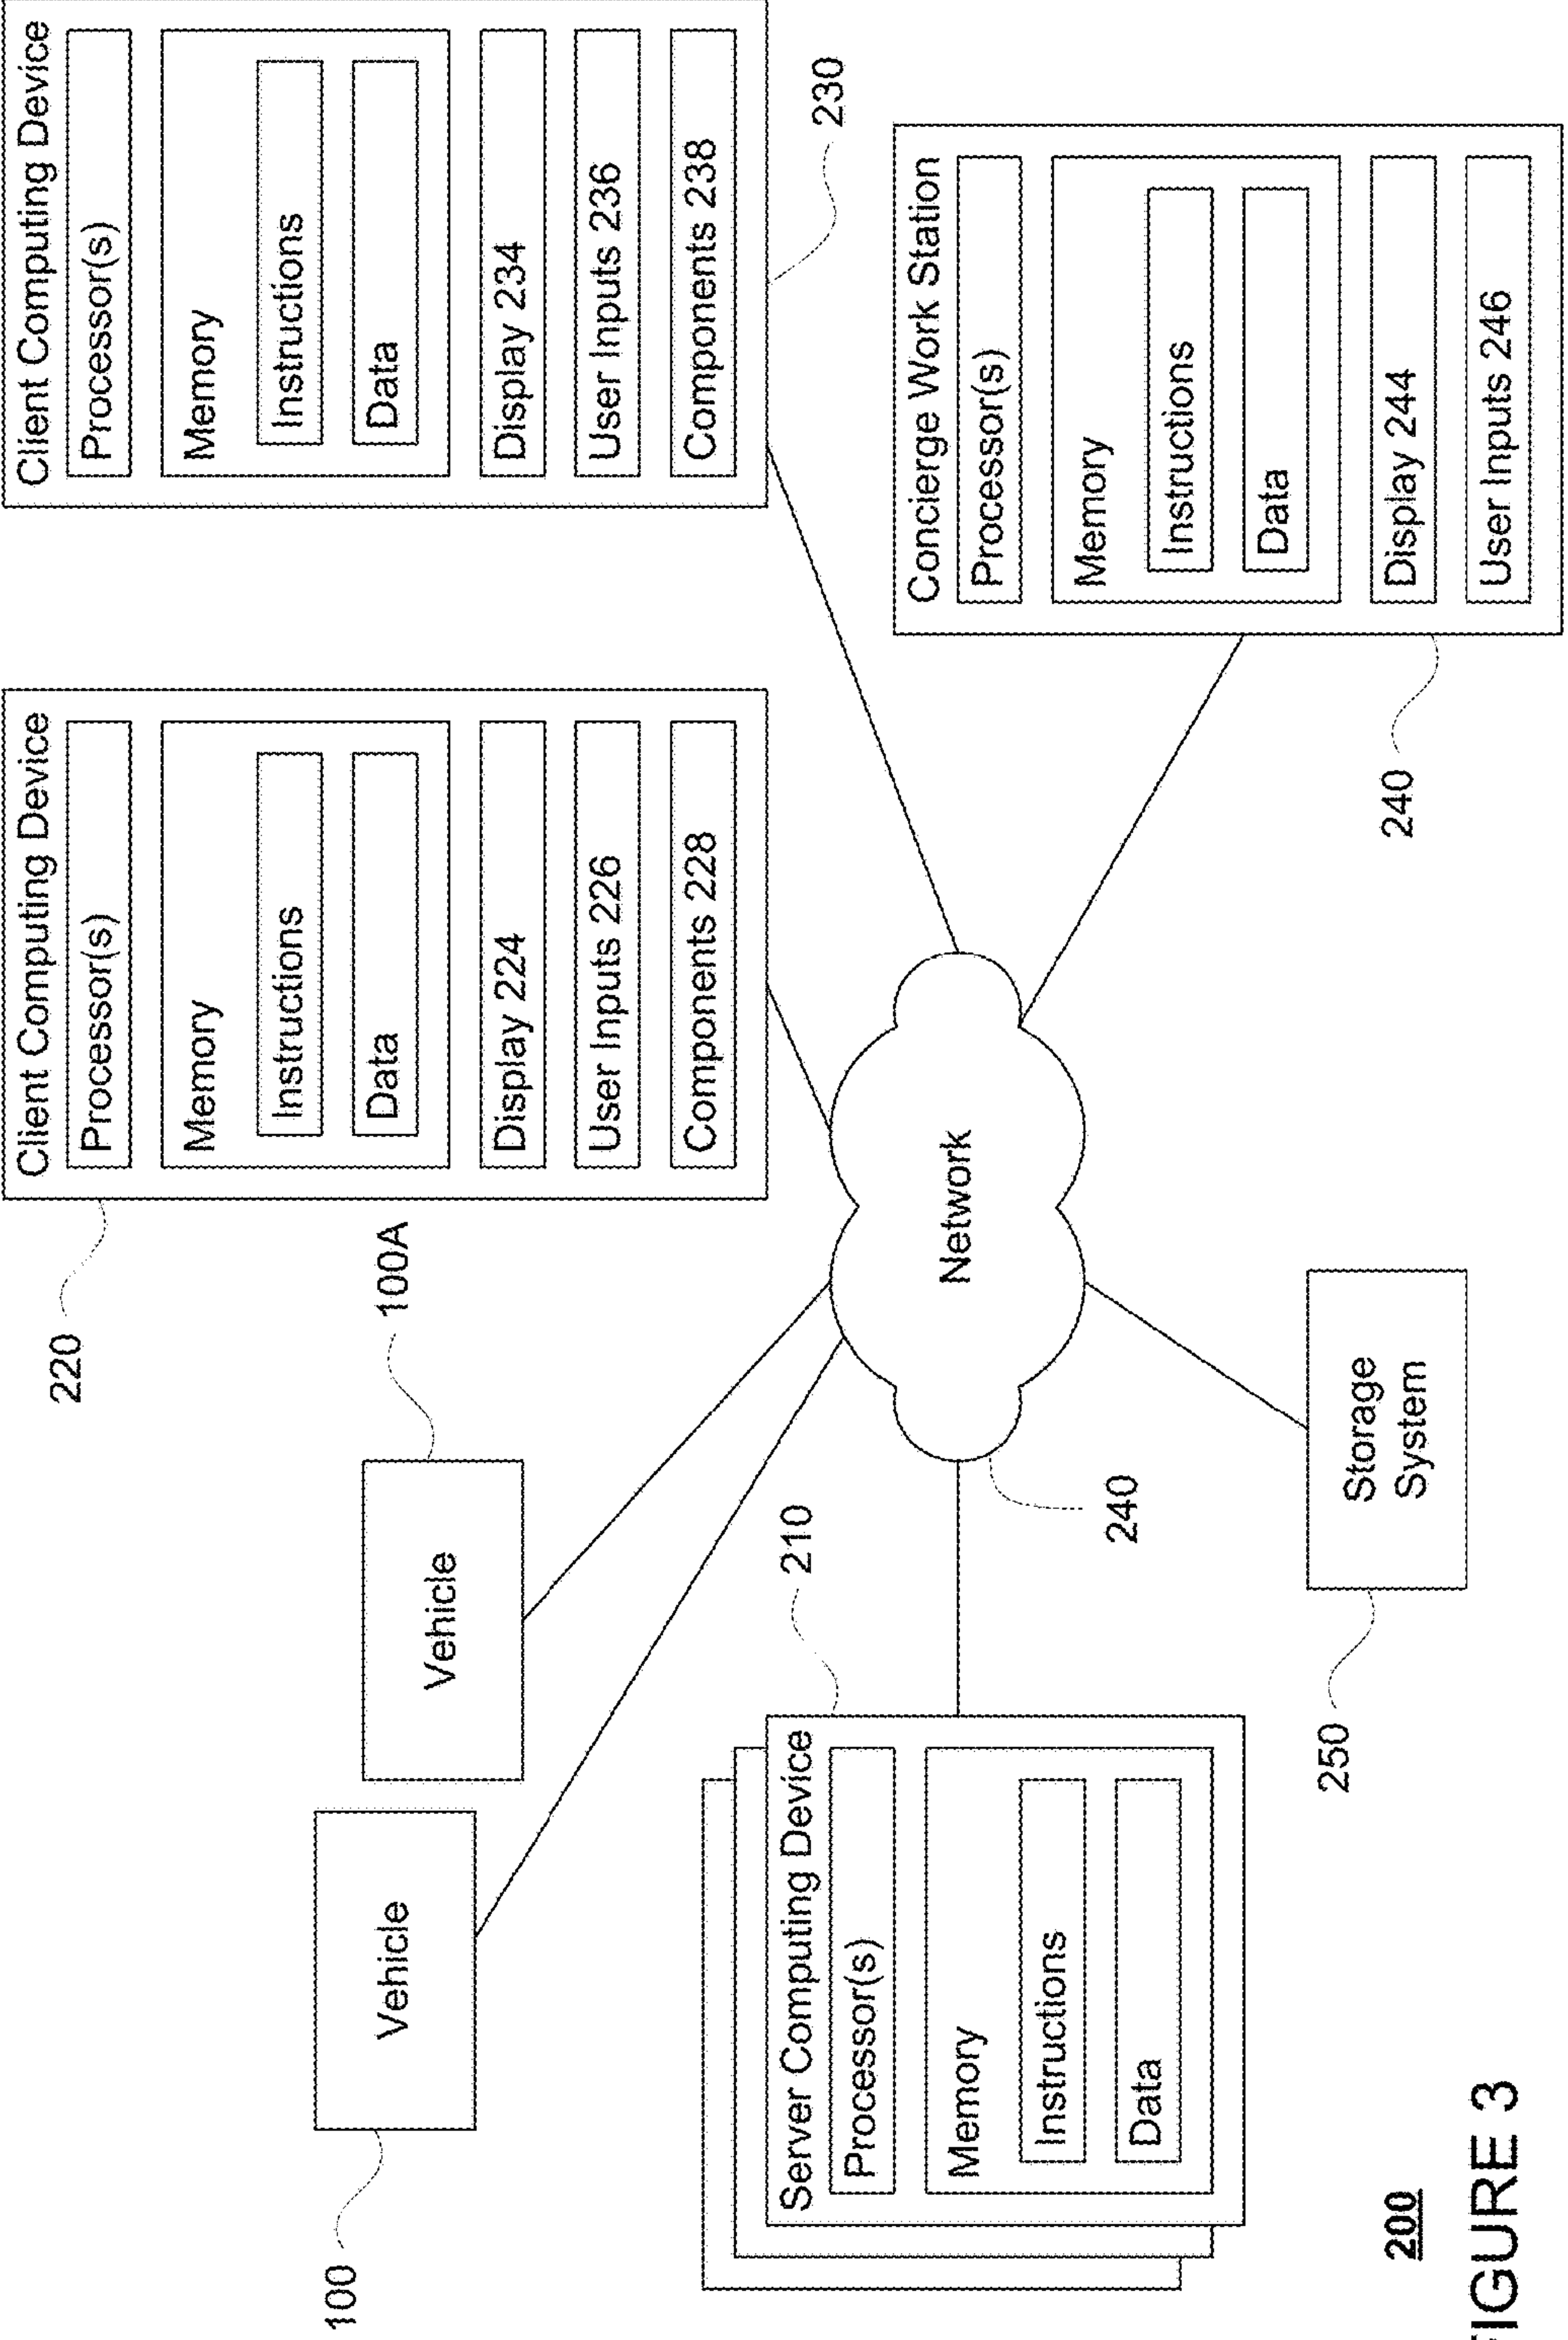 Client Computing Device
Processor(s)
Memory
Instructions
Data
Display 224
User Inputs 226
Components 228
220
Client Computing Device
Processor(s)
Memory
Instructions
Data
Display 234
User Inputs 236
Components 238
230
Vehicle
100
Vehicle
100A
Server Computing Device
Processor(s)
Memory
Instructions
Data
210
Network
240
Concierge Work Station
Processor(s)
Memory
Instructions
Data
Display 244
User Inputs 246
240
Storage
System
250
200
FIGURE 3